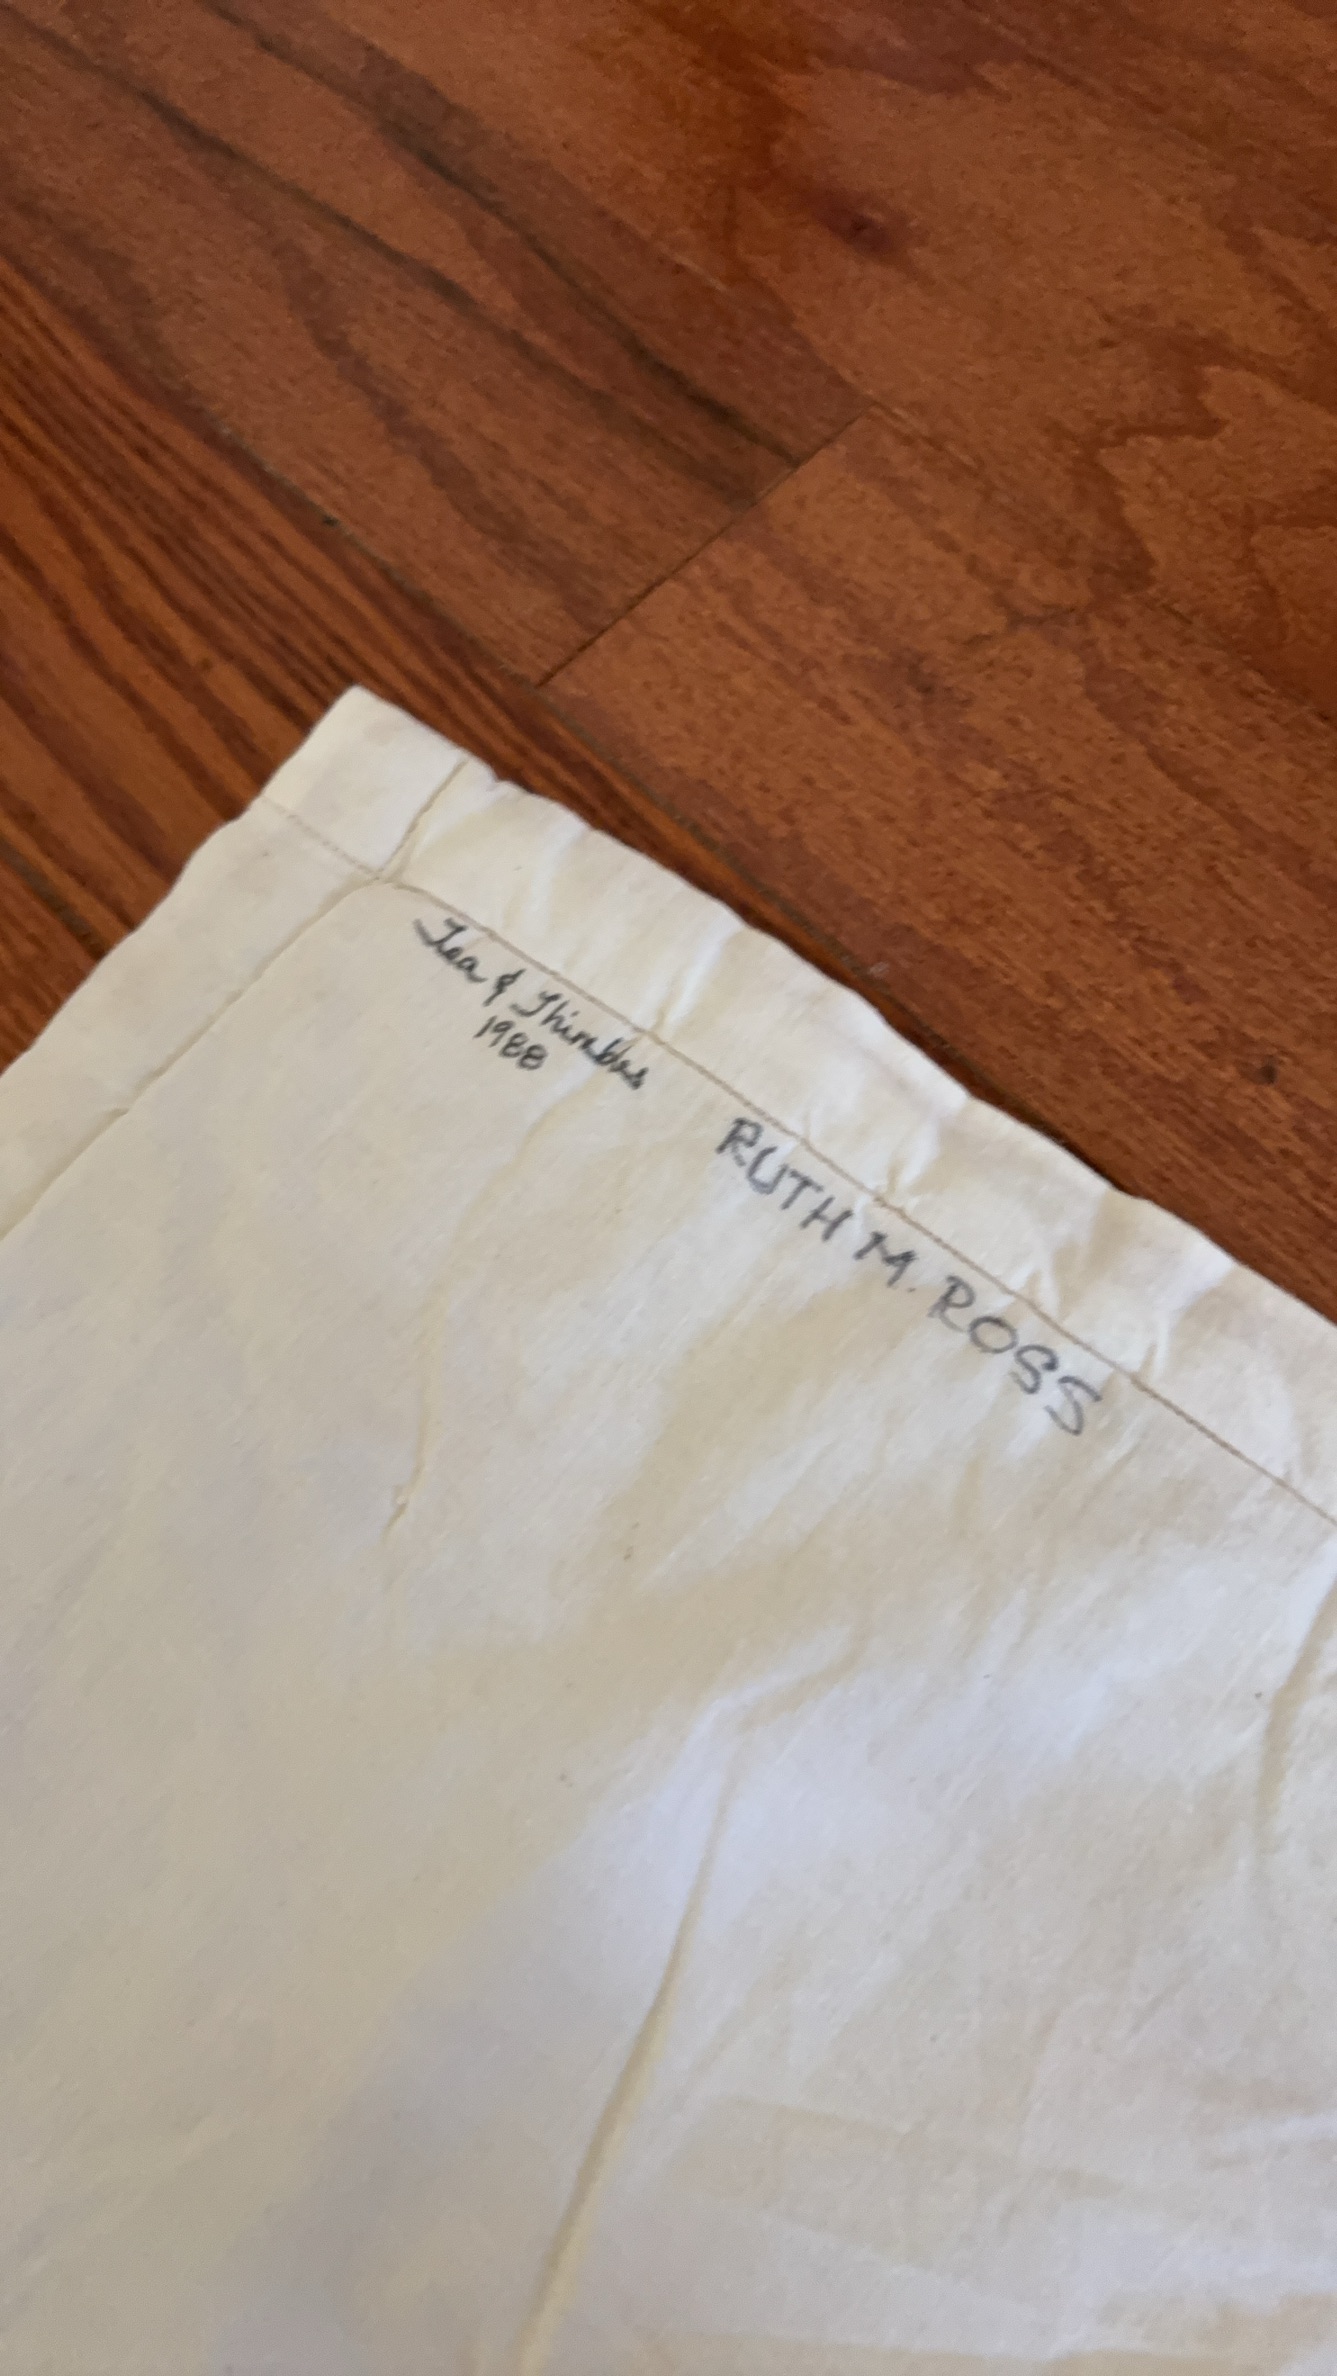 Tea & Thimbles
1988
RUTH M. ROSS